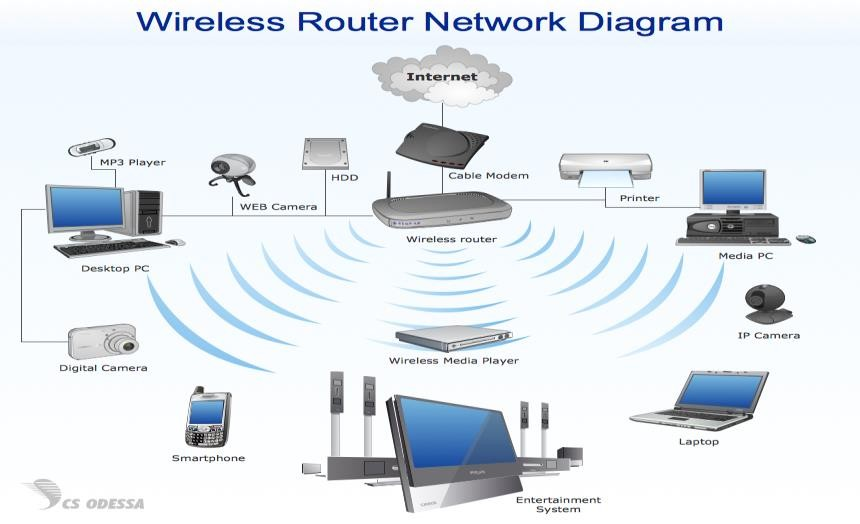 Wireless Router Network Diagram
Internet
MP3 Player
HDD
Cable Modem
WEB Camera
Printer
Wireless router
Desktop PC
Media PC
IP Camera
Wireless Media Player
Digital Camera
Laptop
Smartphone
Entertainment
System
CS ODESSA